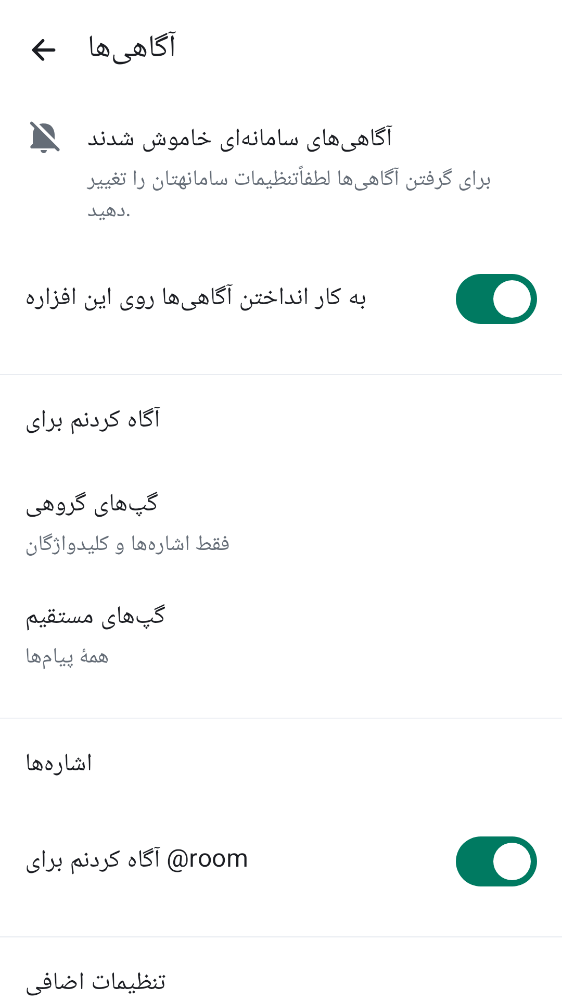 آگاهی‌ها
آگاهی‌های سامانه‌ای خاموش شدند
برای گرفتن آگاهی‌ها لطفاًتنظیمات سامانهتان را تغییر
دهید.
به کار انداختن آگاهی‌ها روی این افزاره
آگاه کردنم برای
گپ‌های گروهی
فقط اشاره‌ها و کلیدواژگان
گپ‌های مستقیم
همهٔ پیام‌ها
اشاره‌ها
آگاه کردنم برای @room
تنظیمات اضافی